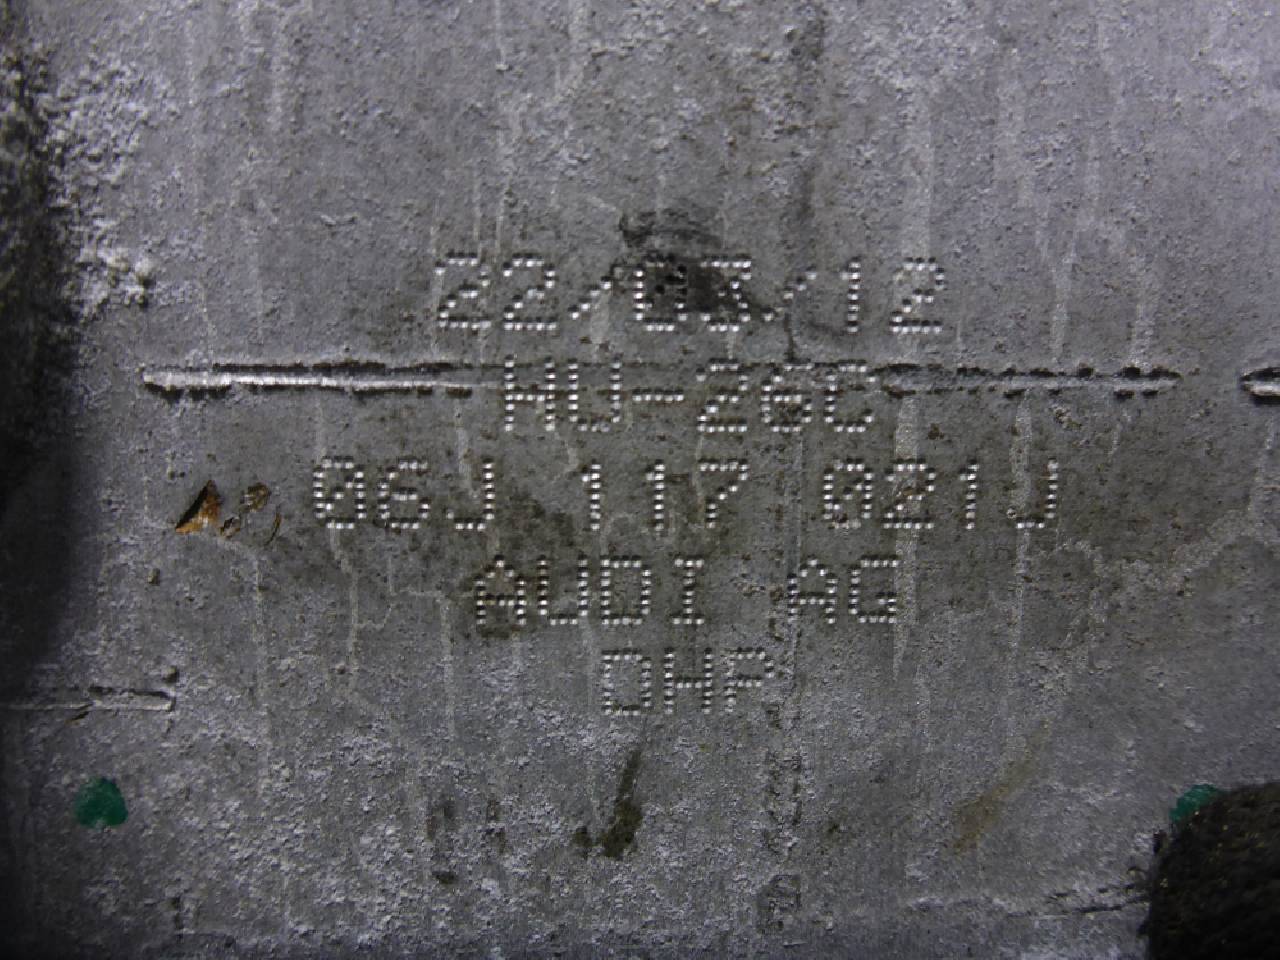 22/03/12
HU-26C
06J 117 021J
AUDI AG
DHP